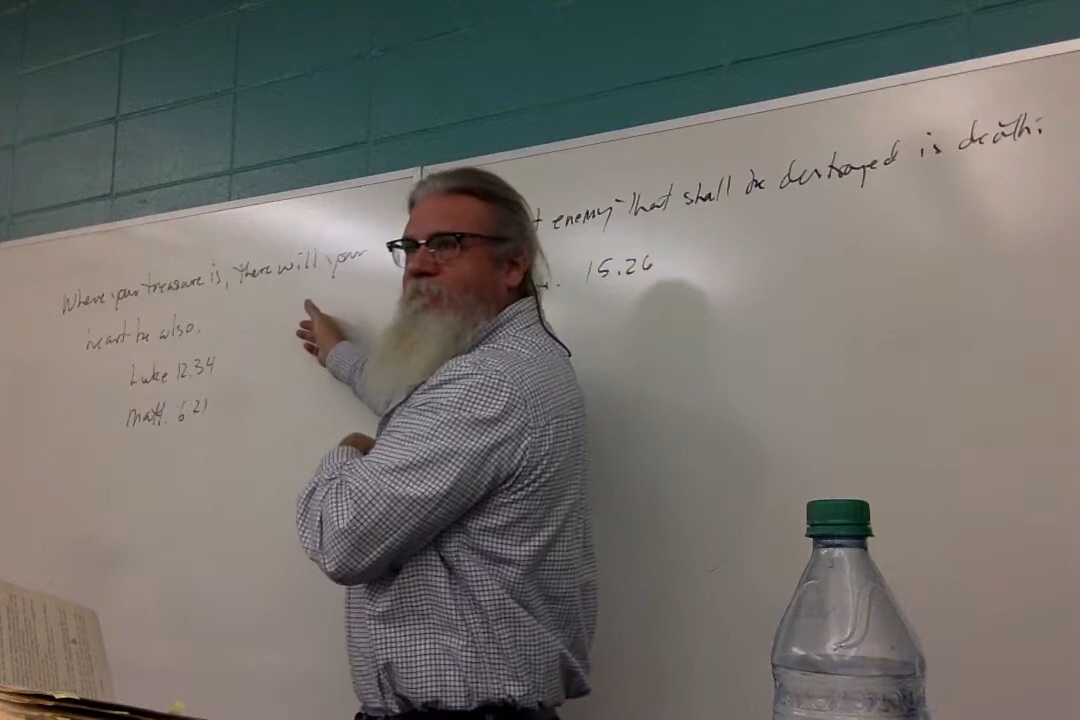 Where your treasure is, there will your
heart be also.
Luke 12.34
Matt. 6 21
enemy that shall be destroyed is death:
15.26